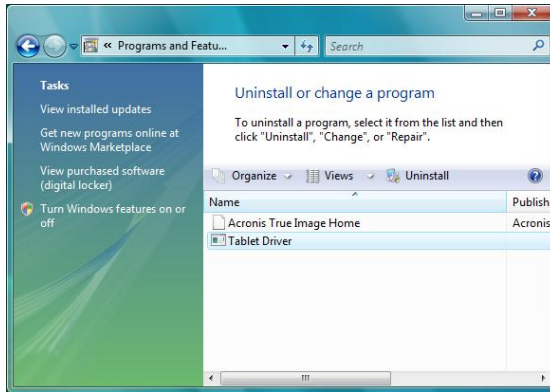 « Programs and Featu...
Search
Tasks
View installed updates
Get new programs online at
Windows Marketplace
View purchased software
(digital locker)
Turn Windows features on or
off
Uninstall or change a program
To uninstall a program, select it from the list and then
click "Uninstall", "Change", or "Repair".
Organize Views Uninstall
Name Publish
Acronis True Image Home Acronis
Tablet Driver